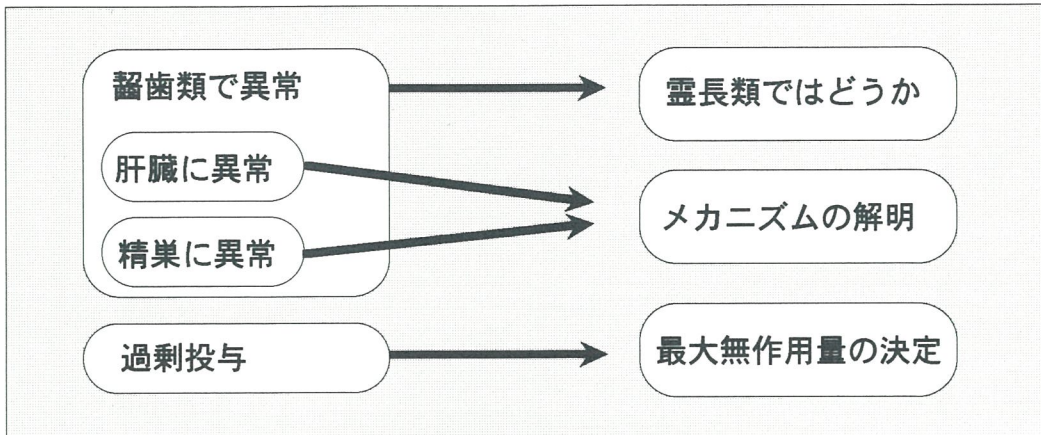 齧歯類で異常
肝臓に異常
精巣に異常
過剰投与
霊長類ではどうか
メカニズムの解明
最大無作用量の決定